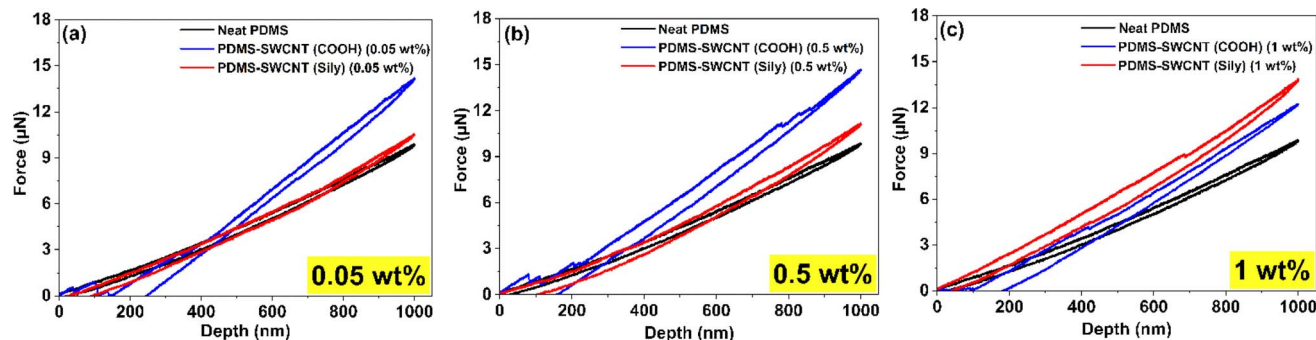 (a)
Neat PDMS
PDMS-SWCNT (COOH) (0.05 wt%)
PDMS-SWCNT (Sily) (0.05 wt%)
Force (µN)
18
15
12
9
6
3
0
0.05 wt%
0 200 400 600 800 1000
Depth (nm)
(b)
Neat PDMS
PDMS-SWCNT (COOH) (0.5 wt%)
PDMS-SWCNT (Sily) (0.5 wt%)
Force (µN)
18
15
12
9
6
3
0
0.5 wt%
0 200 400 600 800 1000
Depth (nm)
(c)
Neat PDMS
PDMS-SWCNT (COOH) (1 wt%)
PDMS-SWCNT (Sily) (1 wt%)
Force (µN)
18
15
12
9
6
3
0
1 wt%
0 200 400 600 800 1000
Depth (nm)